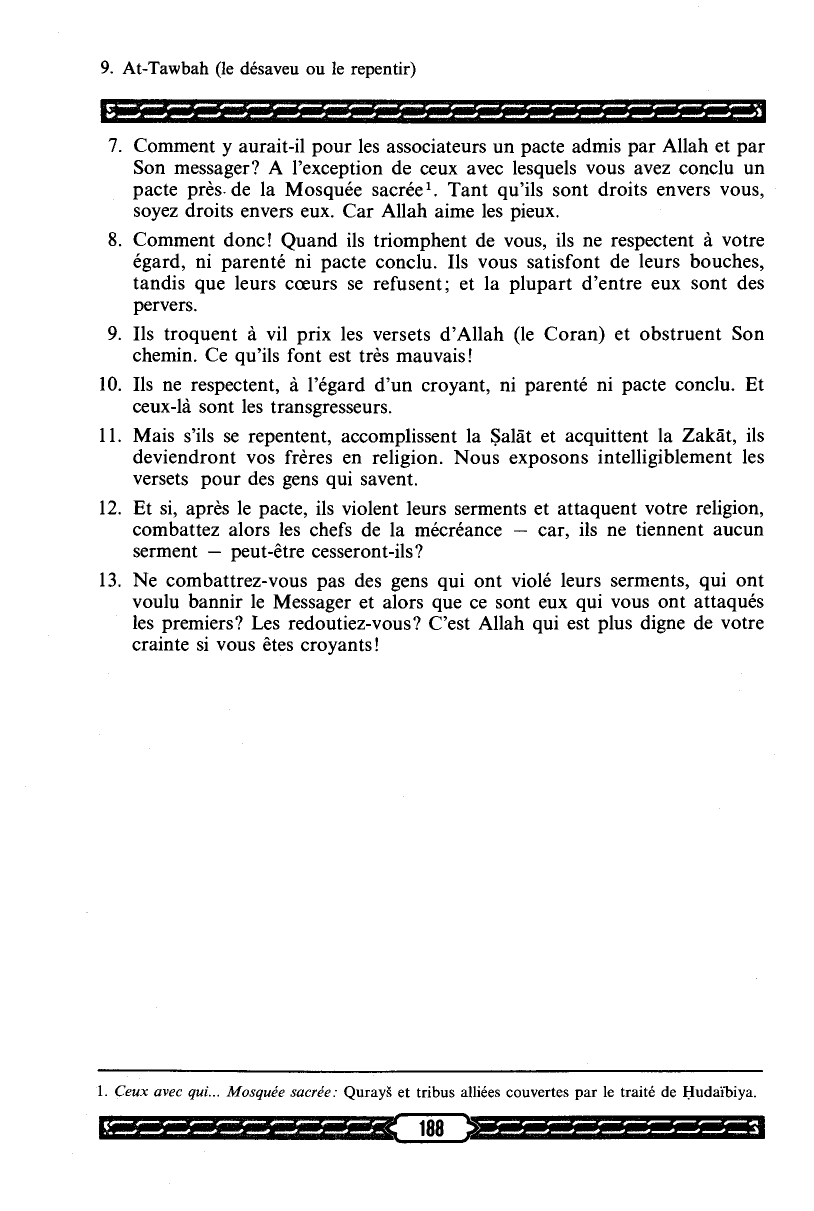 9. At-Tawbah (le désaveu ou le repentir)
7. Comment y aurait-il pour les associateurs un pacte admis par Allah et par
Son messager? A l'exception de ceux avec lesquels vous avez conclu un
pacte près de la Mosquée sacrée¹. Tant qu'ils sont droits envers vous,
soyez droits envers eux. Car Allah aime les pieux.
8. Comment donc! Quand ils triomphent de vous, ils ne respectent à votre
égard, ni parenté ni pacte conclu. Ils vous satisfont de leurs bouches,
tandis que leurs cœurs se refusent; et la plupart d'entre eux sont des
pervers.
9. Ils troquent à vil prix les versets d'Allah (le Coran) et obstruent Son
chemin. Ce qu'ils font est très mauvais!
10. Ils ne respectent, à l'égard d'un croyant, ni parenté ni pacte conclu. Et
ceux-là sont les transgresseurs.
11. Mais s'ils se repentent, accomplissent la Ṣalāt et acquittent la Zakāt, ils
deviendront vos frères en religion. Nous exposons intelligiblement les
versets pour des gens qui savent.
12. Et si, après le pacte, ils violent leurs serments et attaquent votre religion,
combattez alors les chefs de la mécréance — car, ils ne tiennent aucun
serment — peut-être cesseront-ils?
13. Ne combattrez-vous pas des gens qui ont violé leurs serments, qui ont
voulu bannir le Messager et alors que ce sont eux qui vous ont attaqués
les premiers? Les redoutiez-vous? C'est Allah qui est plus digne de votre
crainte si vous êtes croyants!
1. Ceux avec qui... Mosquée sacrée: Qurayš et tribus alliées couvertes par le traité de Ḥudaïbiya.
188